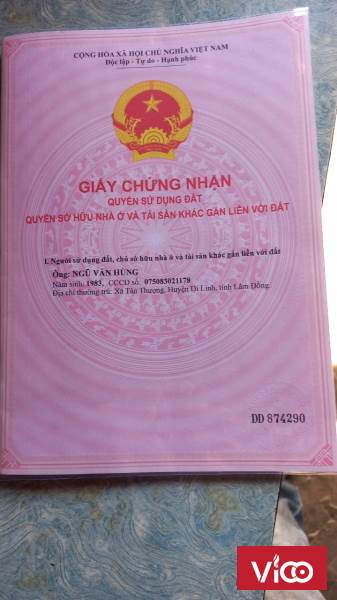 CỘNG HÒA XÃ HỘI CHỦ NGHĨA VIỆT NAM
Độc lập - Tự do - Hạnh phúc
GIẤY CHỨNG NHẬN
QUYỀN SỬ DỤNG ĐẤT
QUYỀN SỞ HỮU NHÀ Ở VÀ TÀI SẢN KHÁC GẮN LIỀN VỚI ĐẤT
I. Người sử dụng đất, chủ sở hữu nhà ở và tài sản khác gắn liền với đất
Ông: NGŨ VĂN HÙNG
Năm sinh: 1983, CCCD số: 075083021179
Địa chỉ thường trú: Xã Tân Thượng, Huyện Di Linh, tỉnh Lâm Đồng.
DD 874290
Vico